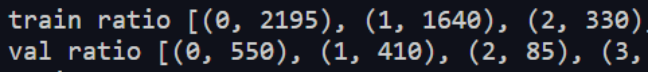 train ratio [(0, 2195), (1, 1640), (2, 330),
val ratio [(0, 550), (1, 410), (2, 85), (3,